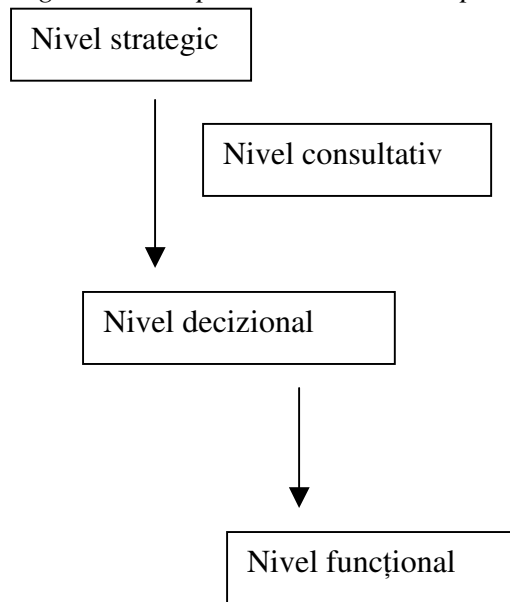 Nivel strategic
Nivel consultativ
Nivel decizional
Nivel funcțional